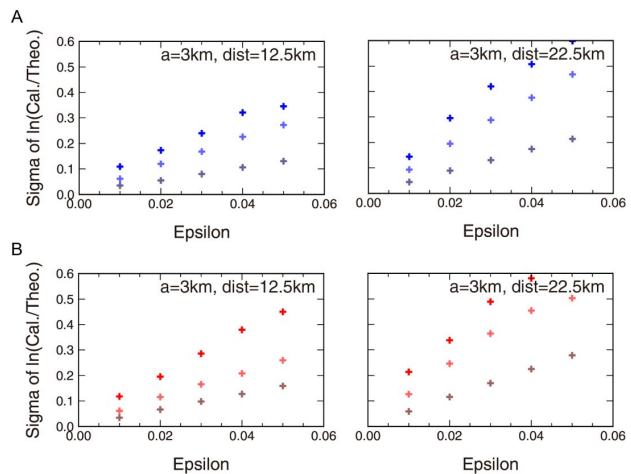 A
Sigma of ln(Cal./Theo.)
0.6
0.5
0.4
0.3
0.2
0.1
0.0
a=3km, dist=12.5km
0.00 0.02 0.04 0.06
Epsilon
a=3km, dist=22.5km
0.00 0.02 0.04 0.06
Epsilon
B
Sigma of ln(Cal./Theo.)
0.6
0.5
0.4
0.3
0.2
0.1
0.0
a=3km, dist=12.5km
0.00 0.02 0.04 0.06
Epsilon
a=3km, dist=22.5km
0.00 0.02 0.04 0.06
Epsilon